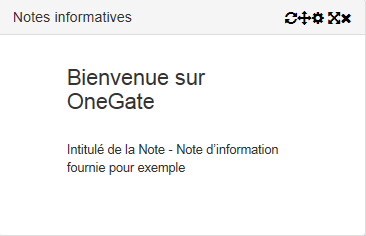 Notes informatives
Bienvenue sur
OneGate
Intitulé de la Note - Note d’information
fournie pour exemple